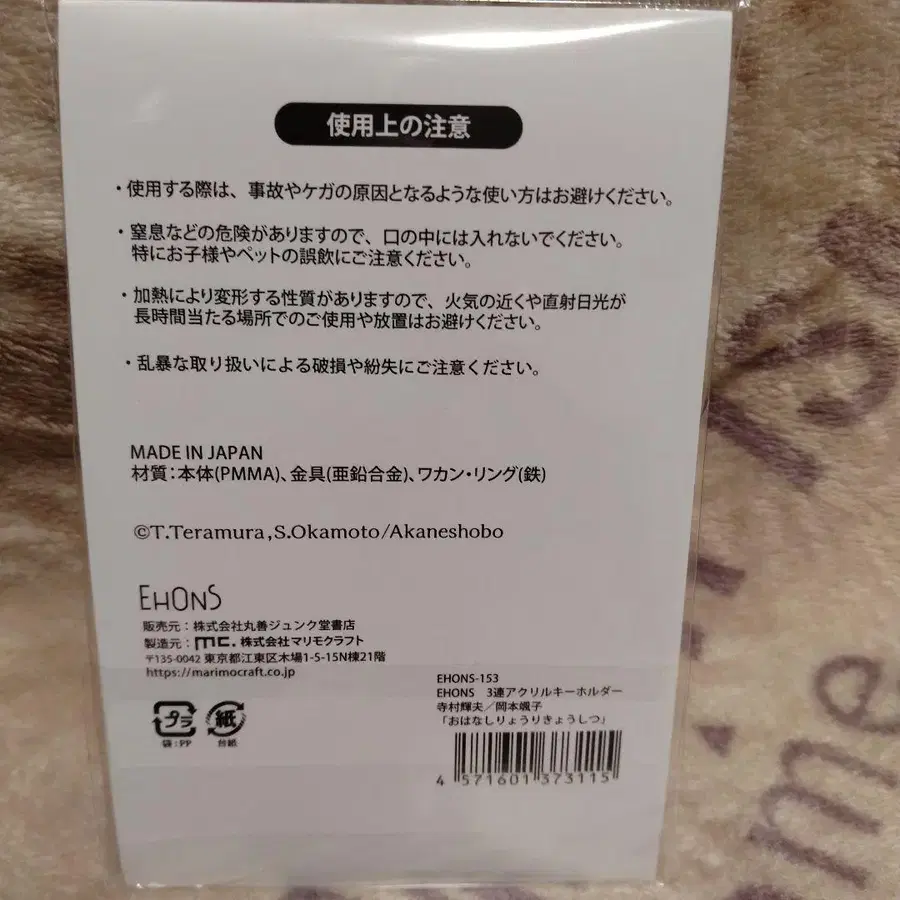 使用上の注意
・使用する際は、事故やケガの原因となるような使い方はお避けください。
・窒息などの危険がありますので、口の中には入れないでください。
特にお子様やペットの誤飲にご注意ください。
・加熱により変形する性質がありますので、火気の近くや直射日光が
長時間当たる場所でのご使用や放置はお避けください。
・乱暴な取り扱いによる破損や紛失にご注意ください。
MADE IN JAPAN
材質：本体(PMMA)、金具(亜鉛合金)、ワカン・リング(鉄)
©T.Teramura,S.Okamoto/Akaneshobo
EHONS
販売元：株式会社丸善ジュンク堂書店
製造元：mc. 株式会社マリモクラフト
〒135-0042 東京都江東区木場1-5-15N棟21階
https://marimocraft.co.jp
プラ
袋：PP
紙
台紙
EHONS-153
EHONS 3連アクリルキーホルダー
寺村輝夫／岡本颯子
「おはなしりょうりきょうしつ」
4 571601 373115
me